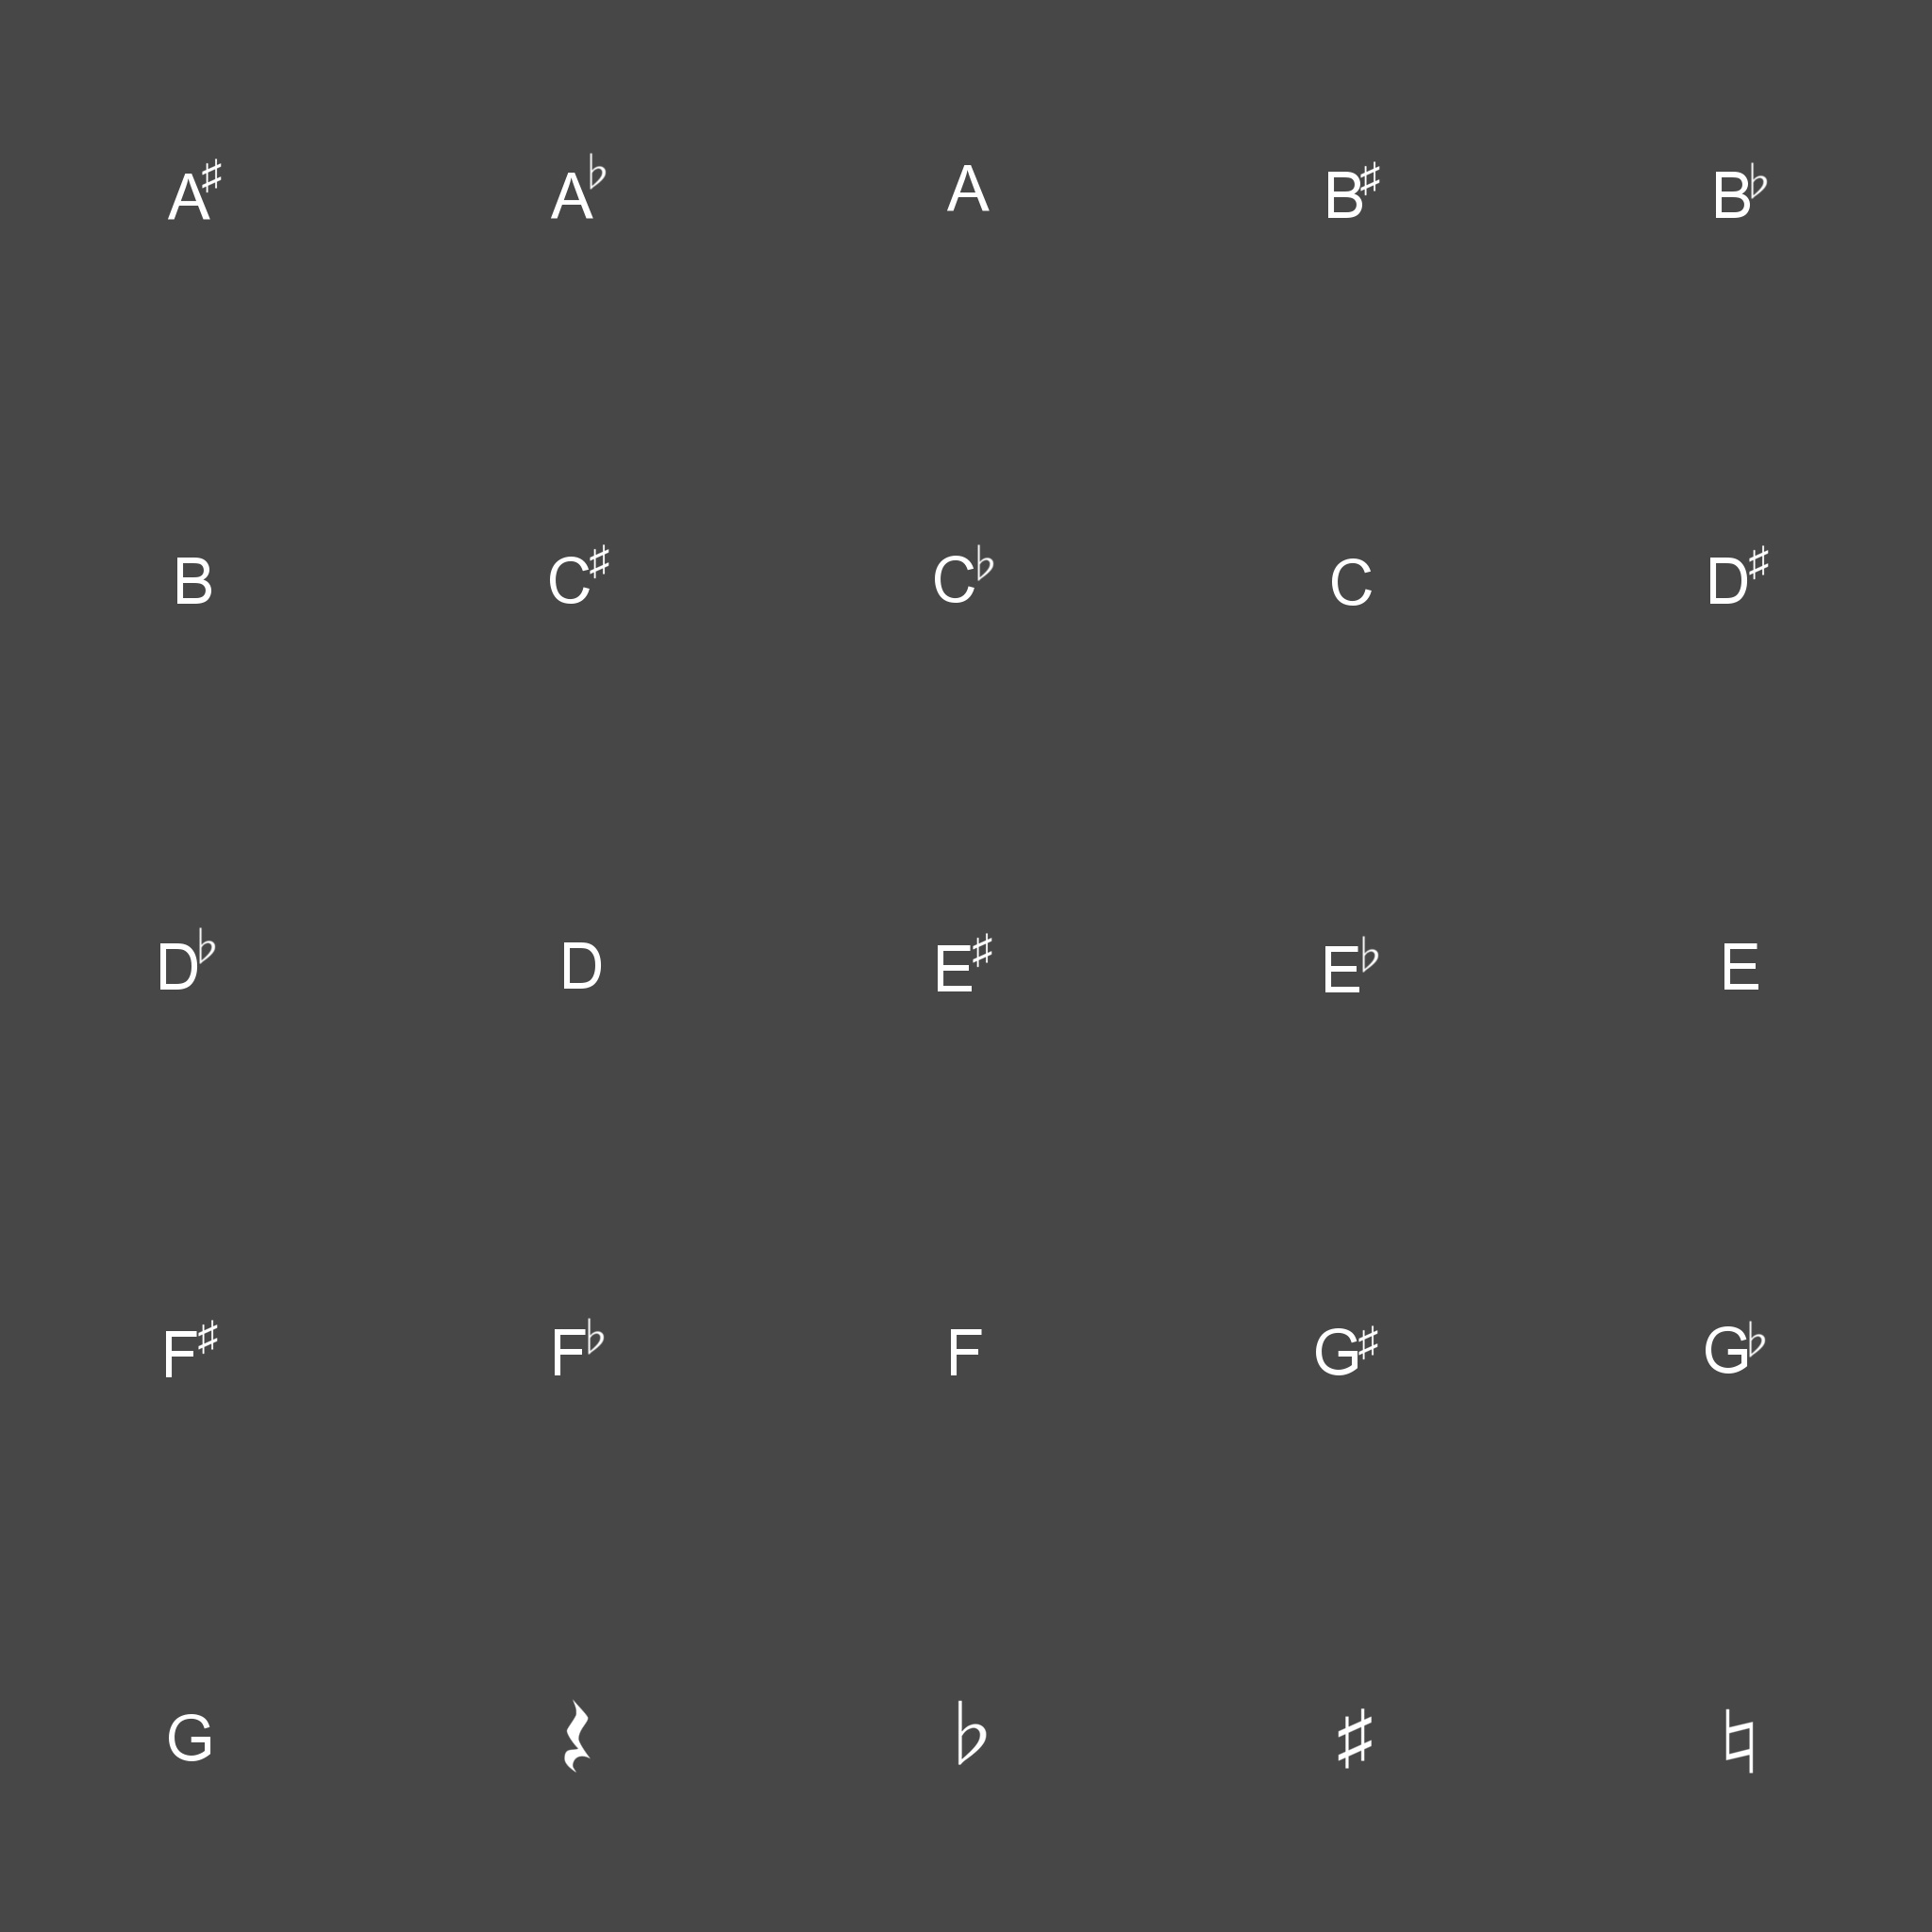 A♯ A♭ A B♯ B♭
B C♯ C♭ C D♯
D♭ D E♯ E♭ E
F♯ F♭ F G♯ G♭
G 𝄽 ♭ ♯ ♮